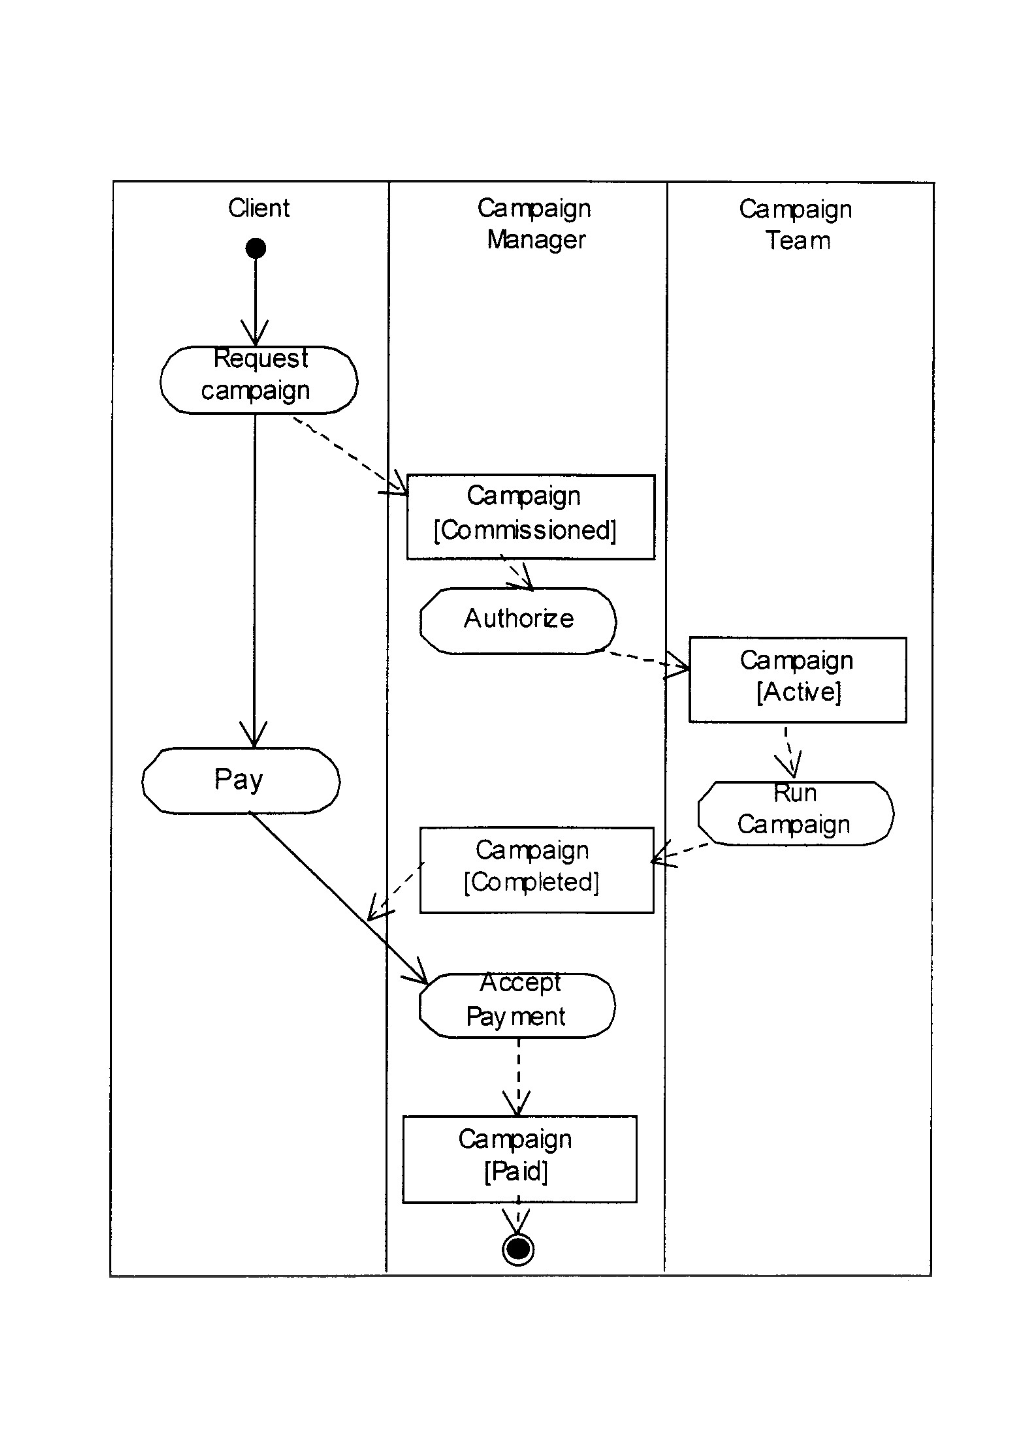 Client
Campaign
Manager
Campaign
Team
Request
campaign
Campaign
[Commissioned]
Authorize
Campaign
[Active]
Pay
Run
Campaign
Campaign
[Completed]
Accept
Payment
Campaign
[Paid]